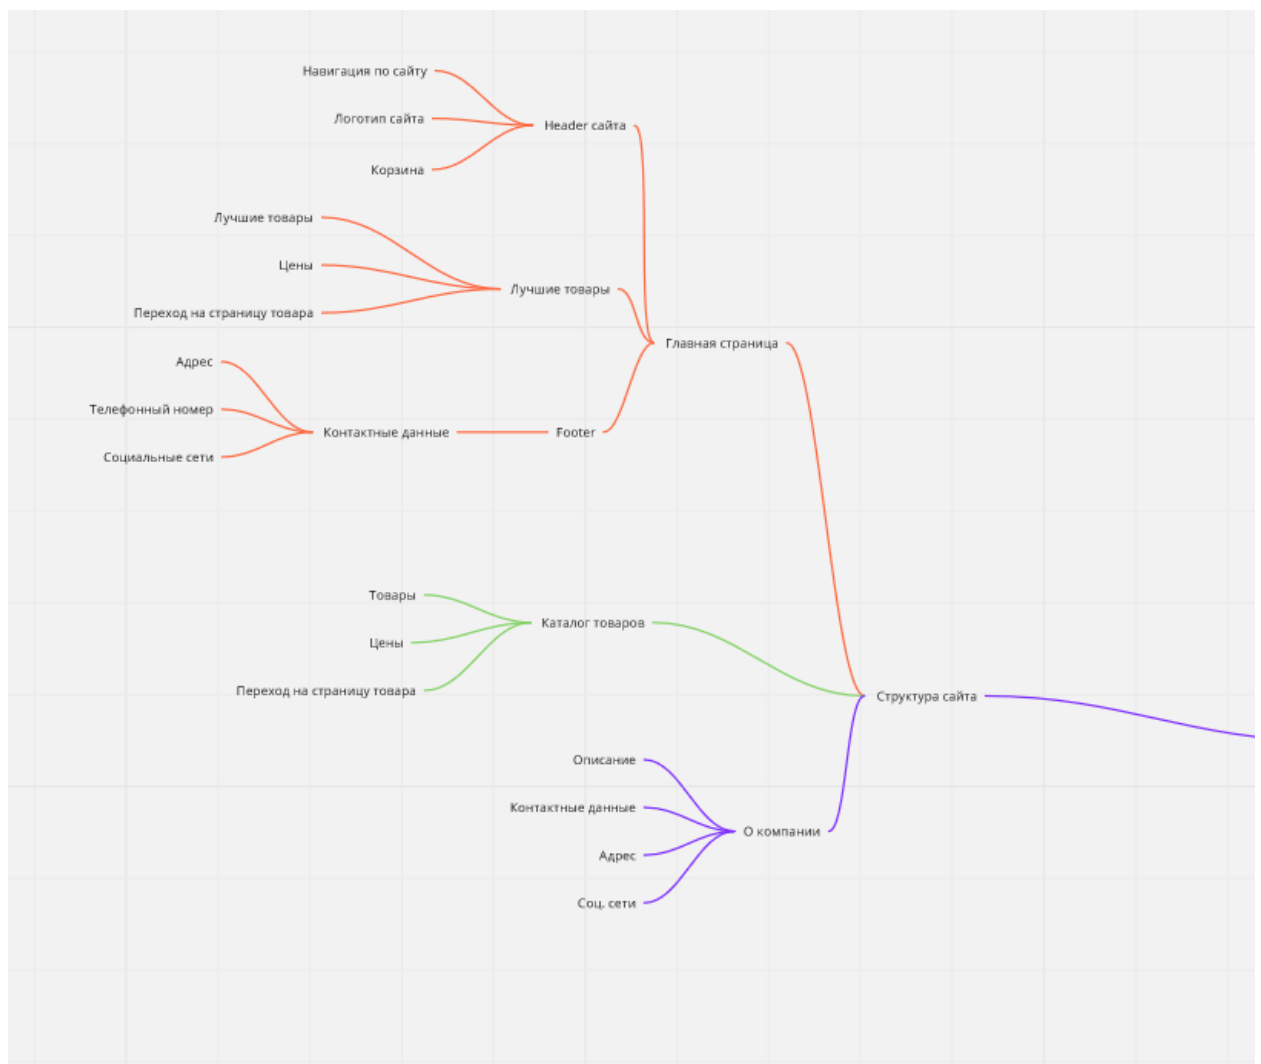 Навигация по сайту
Логотип сайта
Header сайта
Корзина
Лучшие товары
Цены
Лучшие товары
Переход на страницу товара
Главная страница
Адрес
Телефонный номер
Контактные данные
Footer
Социальные сети
Товары
Каталог товаров
Цены
Переход на страницу товара
Структура сайта
Описание
Контактные данные
О компании
Адрес
Соц. сети